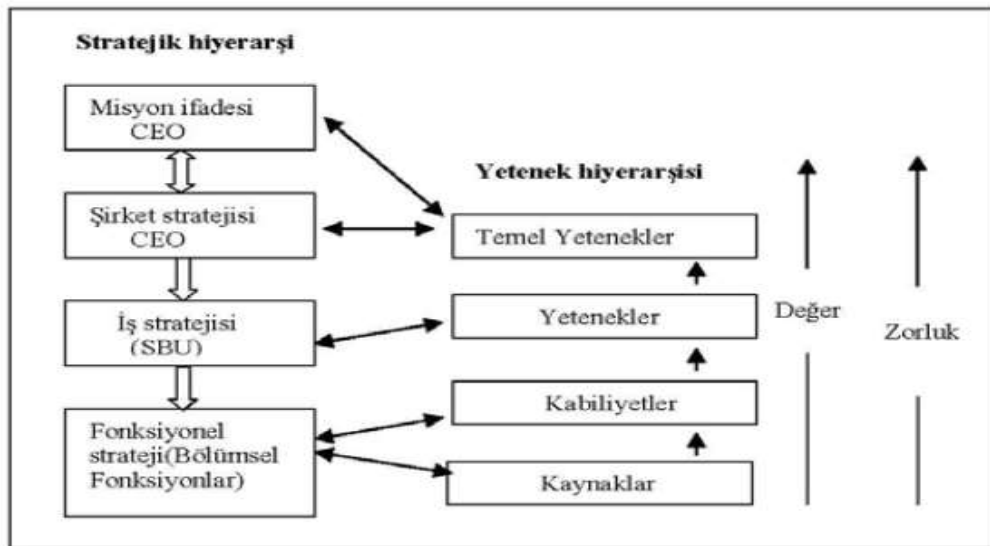 Stratejik hiyerarşi
Misyon ifadesi
CEO
Şirket stratejisi
CEO
İş stratejisi
(SBU)
Fonksiyonel
strateji(Bölümsel
Fonksiyonlar)
Yetenek hiyerarşisi
Temel Yetenekler
Yetenekler
Kabiliyetler
Kaynaklar
Değer
Zorluk